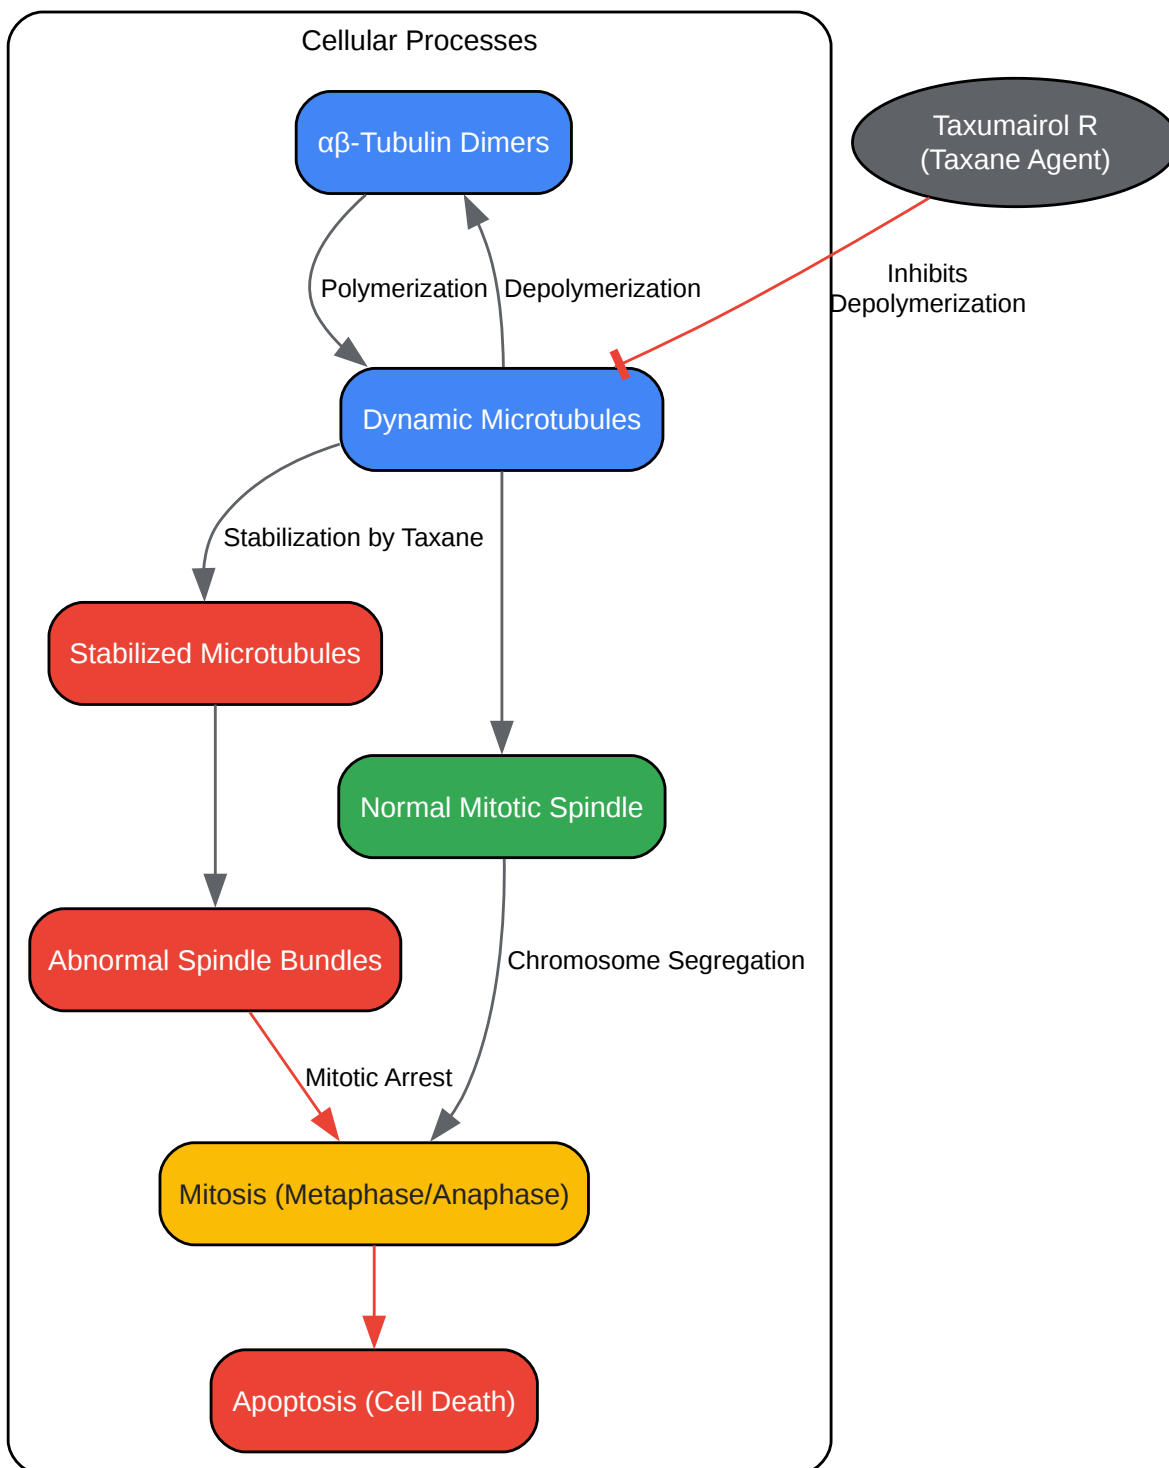 Cellular Processes
αβ-Tubulin Dimers
Taxumairol R
(Taxane Agent)
Polymerization
Depolymerization
Inhibits
Depolymerization
Dynamic Microtubules
Stabilization by Taxane
Stabilized Microtubules
Normal Mitotic Spindle
Abnormal Spindle Bundles
Chromosome Segregation
Mitotic Arrest
Mitosis (Metaphase/Anaphase)
Apoptosis (Cell Death)